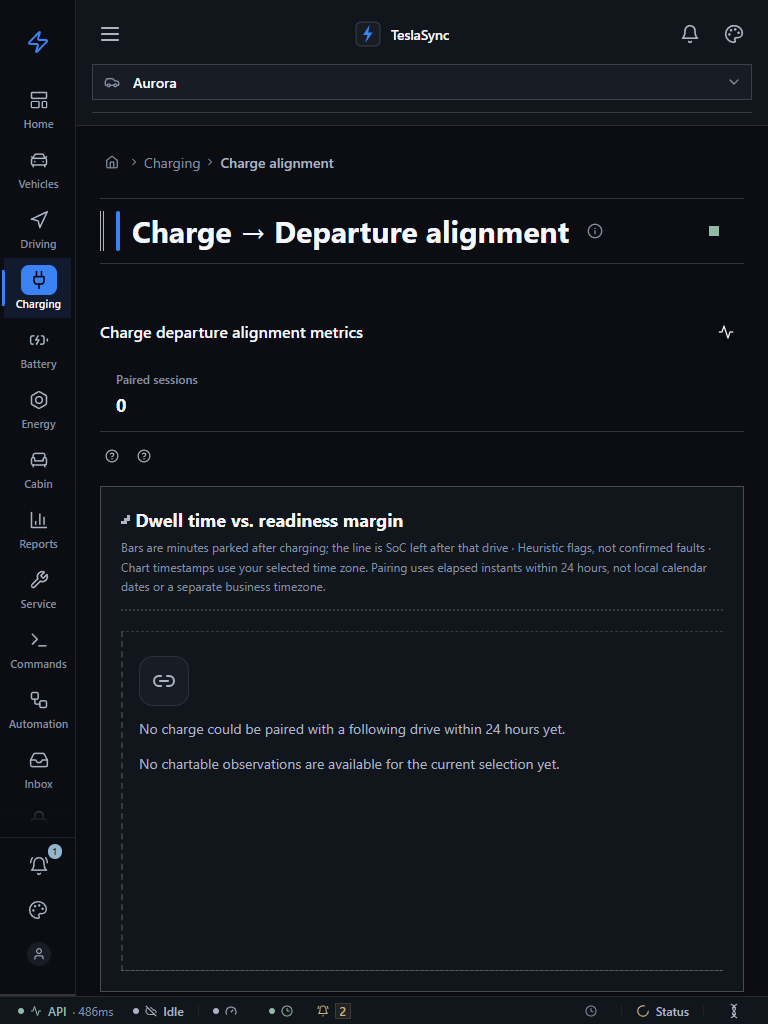 TeslaSync
Aurora
Home
Vehicles
Driving
Charging
Battery
Energy
Cabin
Reports
Service
Commands
Automation
Inbox
1
Charging
Charge alignment
Charge → Departure alignment
Charge departure alignment metrics
Paired sessions
0
Dwell time vs. readiness margin
Bars are minutes parked after charging; the line is SoC left after that drive · Heuristic flags, not confirmed faults ·
Chart timestamps use your selected time zone. Pairing uses elapsed instants within 24 hours, not local calendar
dates or a separate business timezone.
No charge could be paired with a following drive within 24 hours yet.
No chartable observations are available for the current selection yet.
API · 486ms
Idle
2
Status